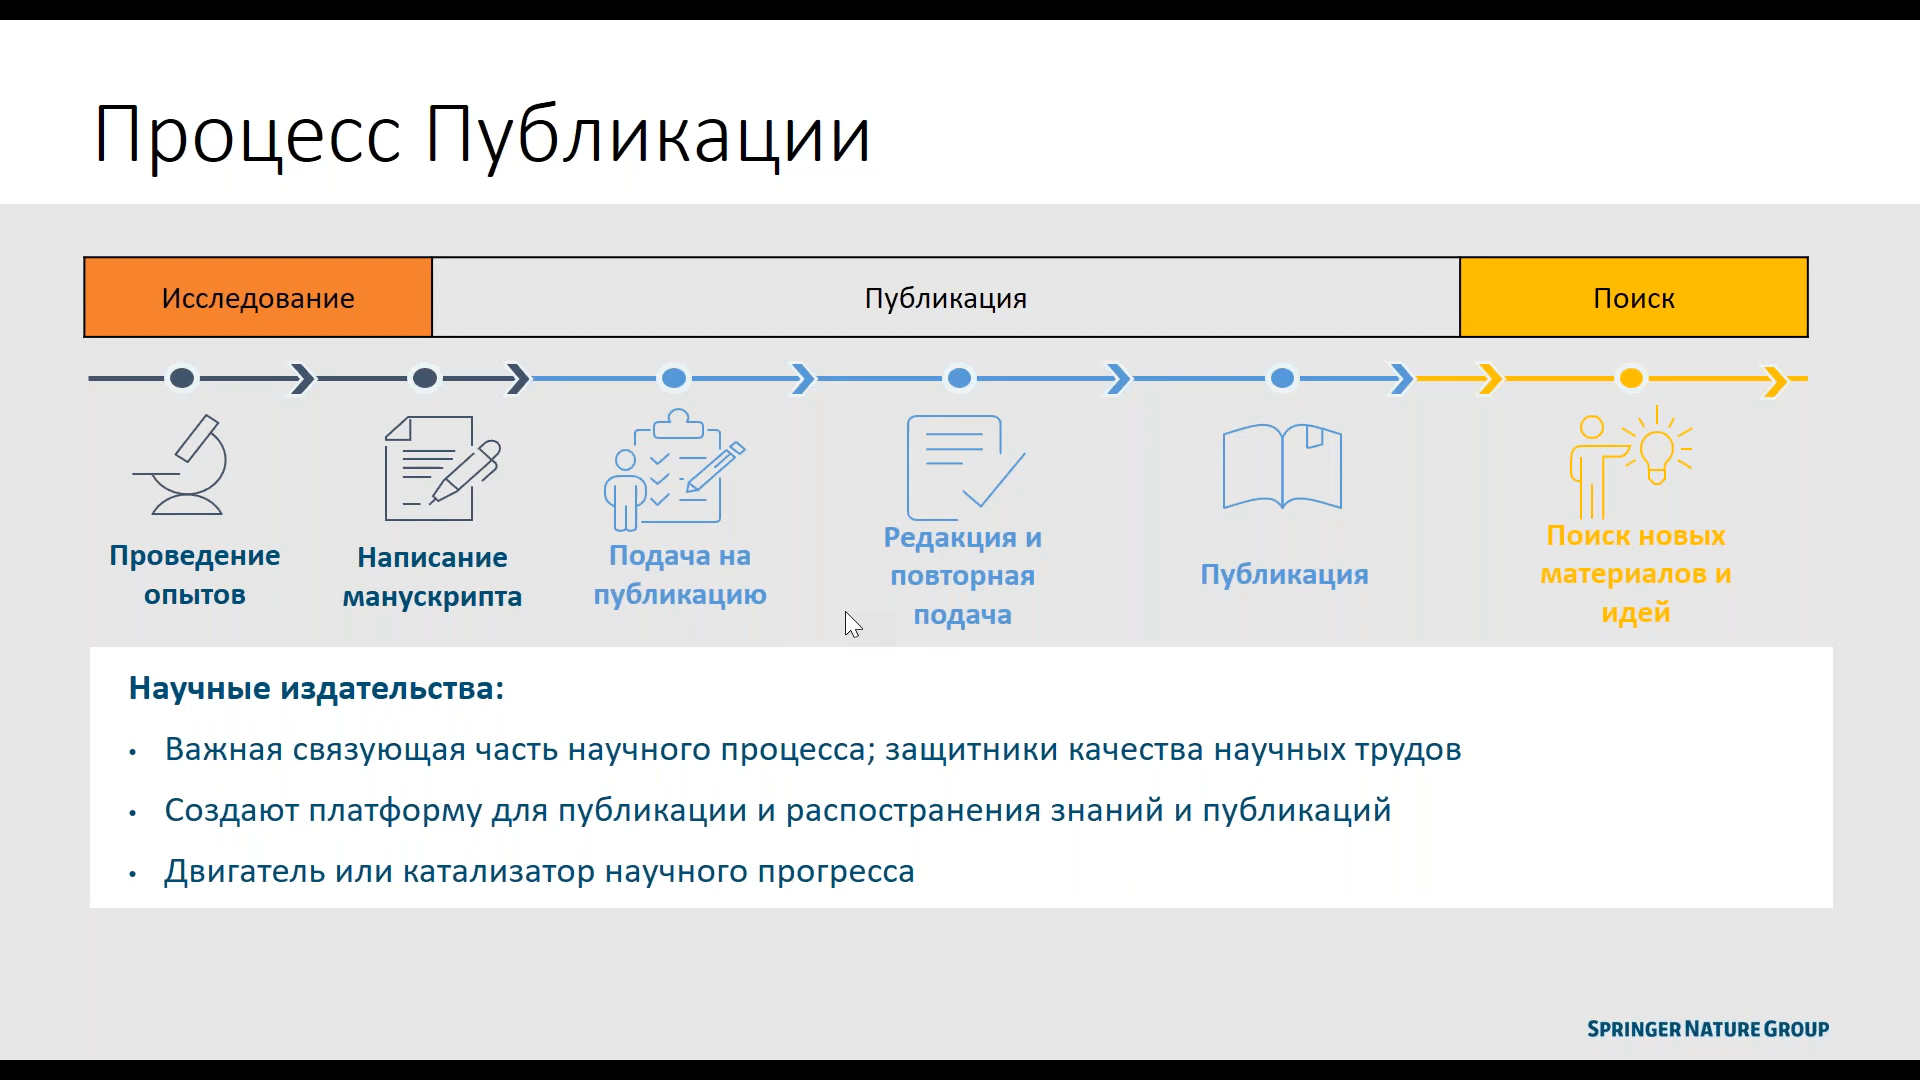 Процесс Публикации
Исследование
Публикация
Поиск
Проведение
опытов
Написание
манускрипта
Подача на
публикацию
Редакция и
повторная
подача
Публикация
Поиск новых
материалов и
идей
Научные издательства:
• Важная связующая часть научного процесса; защитники качества научных трудов
• Создают платформу для публикации и распостранения знаний и публикаций
• Двигатель или катализатор научного прогресса
SPRINGER NATURE GROUP